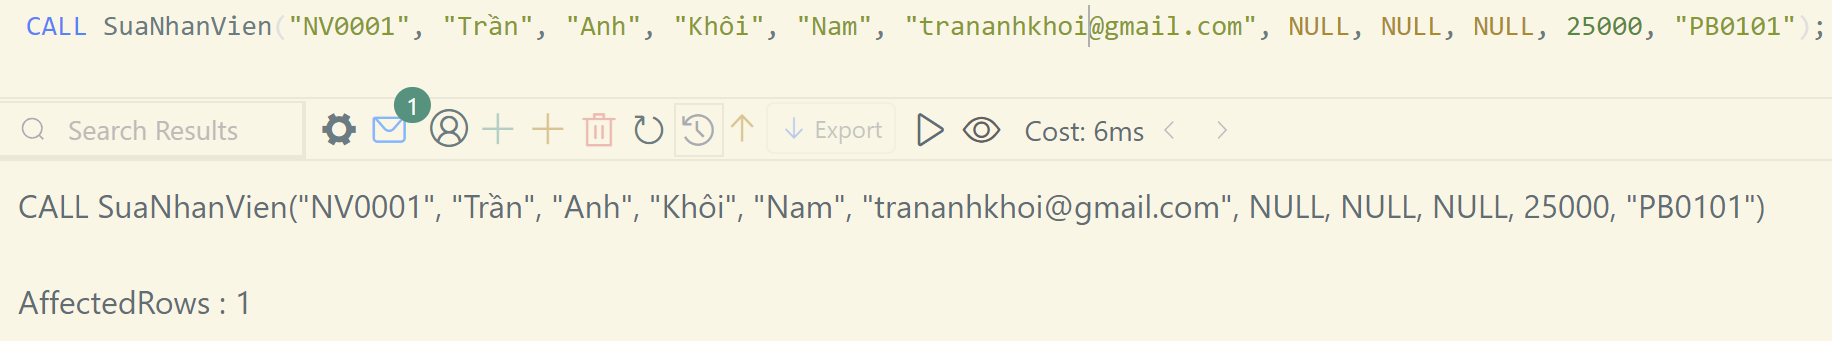 CALL SuaNhanVien("NV0001", "Trần", "Anh", "Khôi", "Nam", "trananhkhoi@gmail.com", NULL, NULL, NULL, 25000, "PB0101");
Search Results 1 Export Cost: 6ms
CALL SuaNhanVien("NV0001", "Trần", "Anh", "Khôi", "Nam", "trananhkhoi@gmail.com", NULL, NULL, NULL, 25000, "PB0101")
AffectedRows : 1